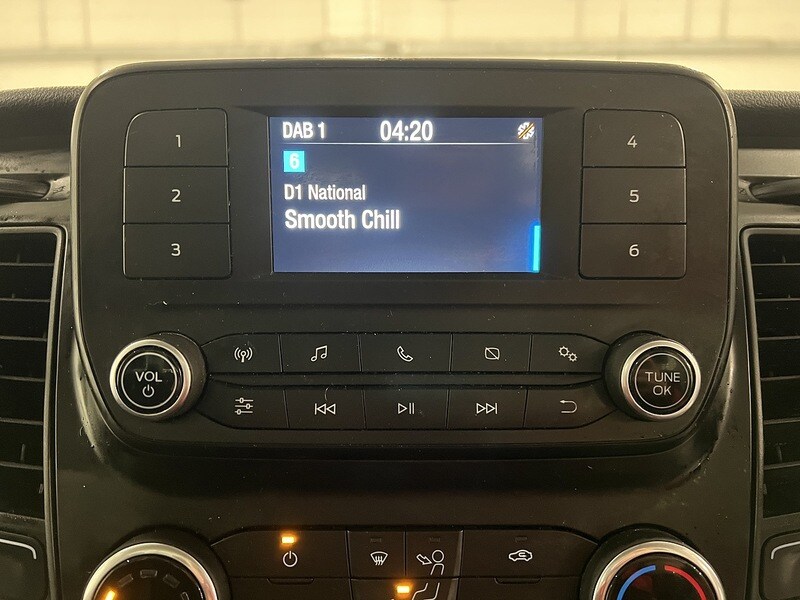 DAB 1 04:20
6
D1 National
Smooth Chill
1
2
3
4
5
6
VOL
TUNE
OK